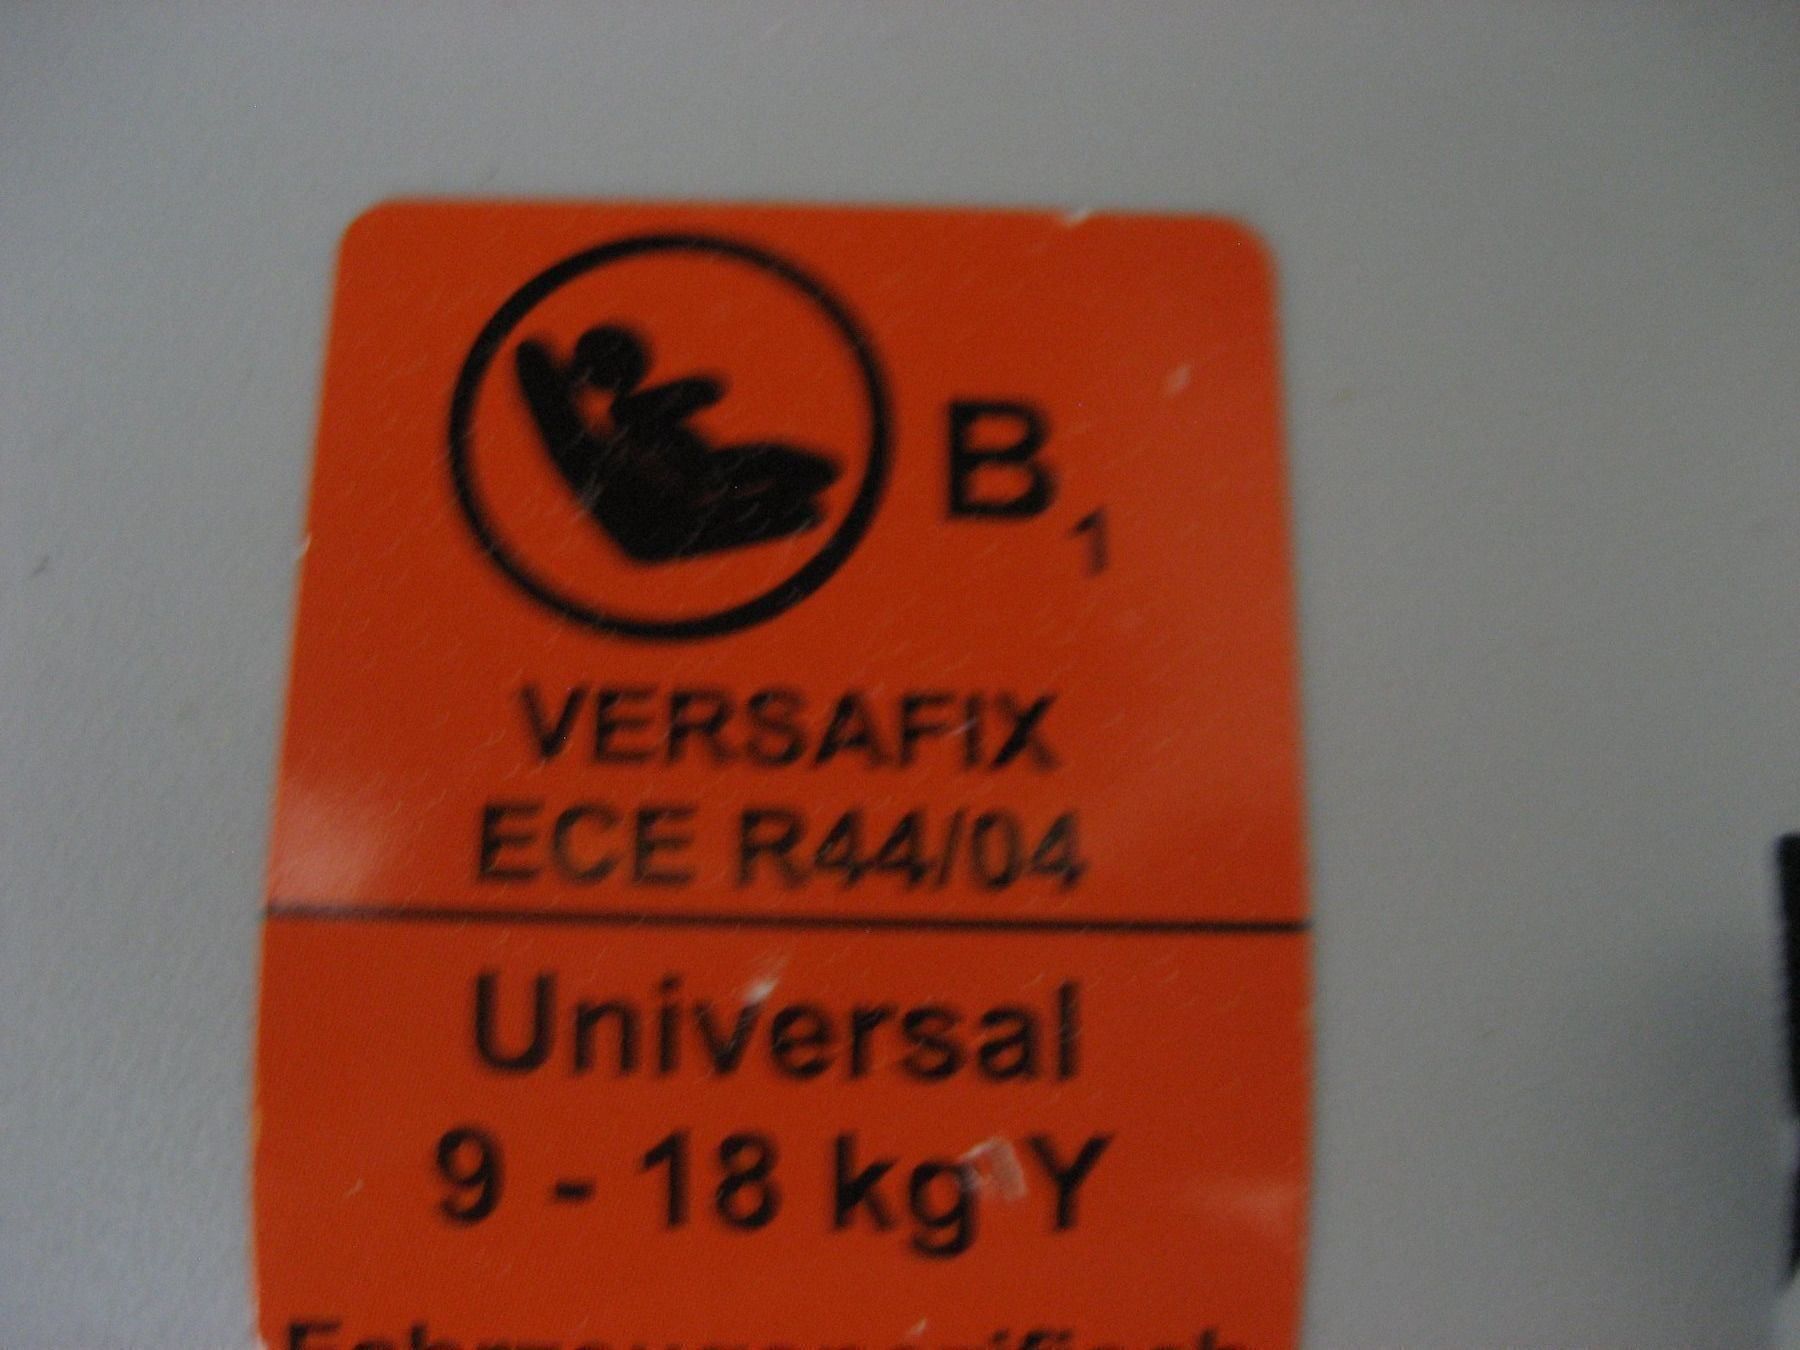 B1
VERSAFIX
ECE R44/04
Universal
9 - 18 kg Y